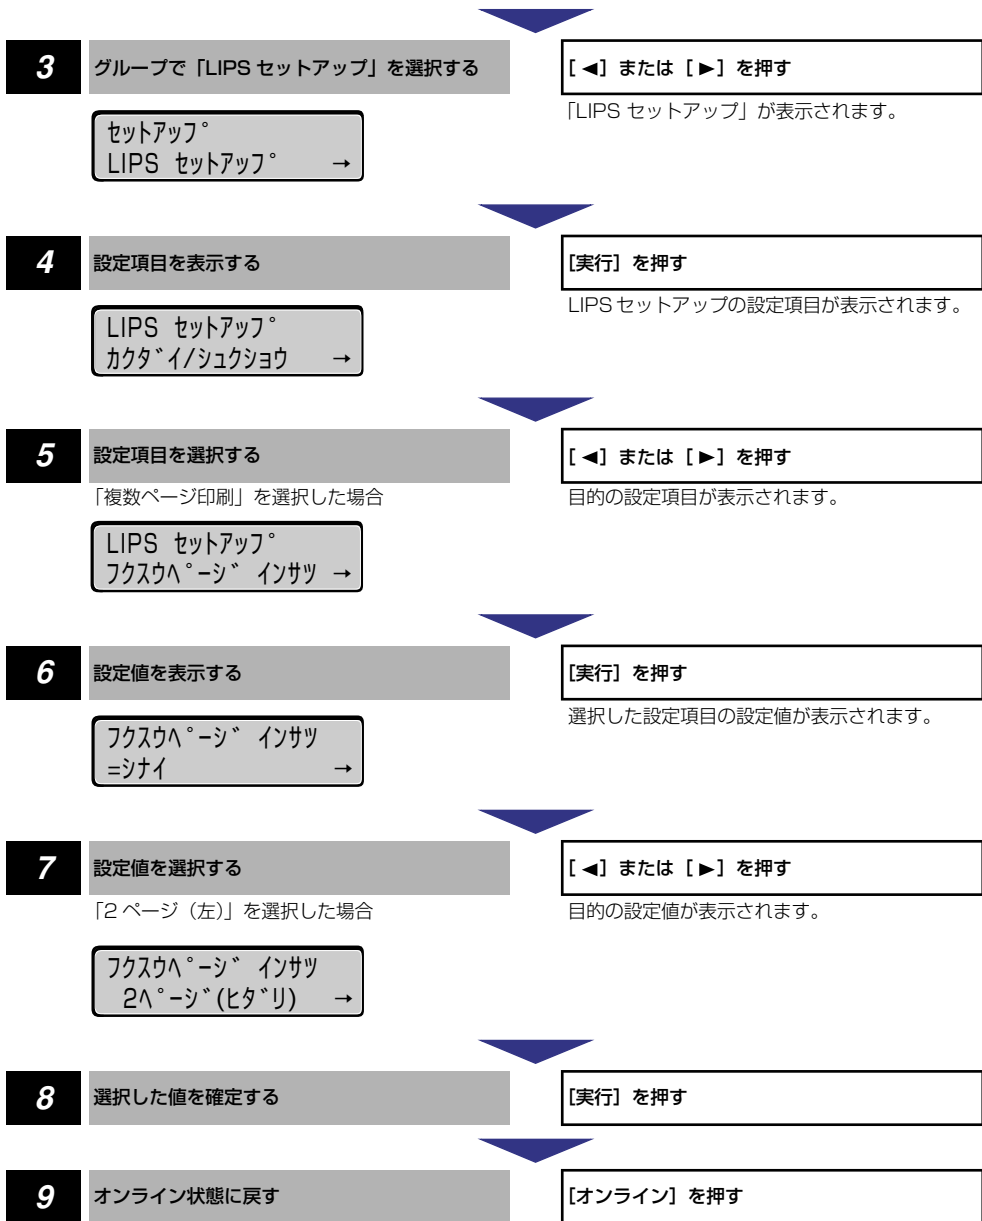 3 グループで「LIPS セットアップ」を選択する
[ ◄] または [ ►] を押す
「LIPS セットアップ」が表示されます。
ｾｯﾄｱｯﾌﾟ
LIPS ｾｯﾄｱｯﾌﾟ →
4 設定項目を表示する
[実行] を押す
LIPS セットアップの設定項目が表示されます。
LIPS ｾｯﾄｱｯﾌﾟ
ｶｸﾀﾞｲ/ｼｭｸｼｮｳ →
5 設定項目を選択する
[ ◄] または [ ►] を押す
「複数ページ印刷」を選択した場合
目的の設定項目が表示されます。
LIPS ｾｯﾄｱｯﾌﾟ
ﾌｸｽｳﾍﾟｰｼﾞ ｲﾝｻﾂ →
6 設定値を表示する
[実行] を押す
選択した設定項目の設定値が表示されます。
ﾌｸｽｳﾍﾟｰｼﾞ ｲﾝｻﾂ
=ｼﾅｲ →
7 設定値を選択する
[ ◄] または [ ►] を押す
「2 ページ（左）」を選択した場合
目的の設定値が表示されます。
ﾌｸｽｳﾍﾟｰｼﾞ ｲﾝｻﾂ
2ﾍﾟｰｼﾞ(ﾋﾀﾞﾘ) →
8 選択した値を確定する
[実行] を押す
9 オンライン状態に戻す
[オンライン] を押す